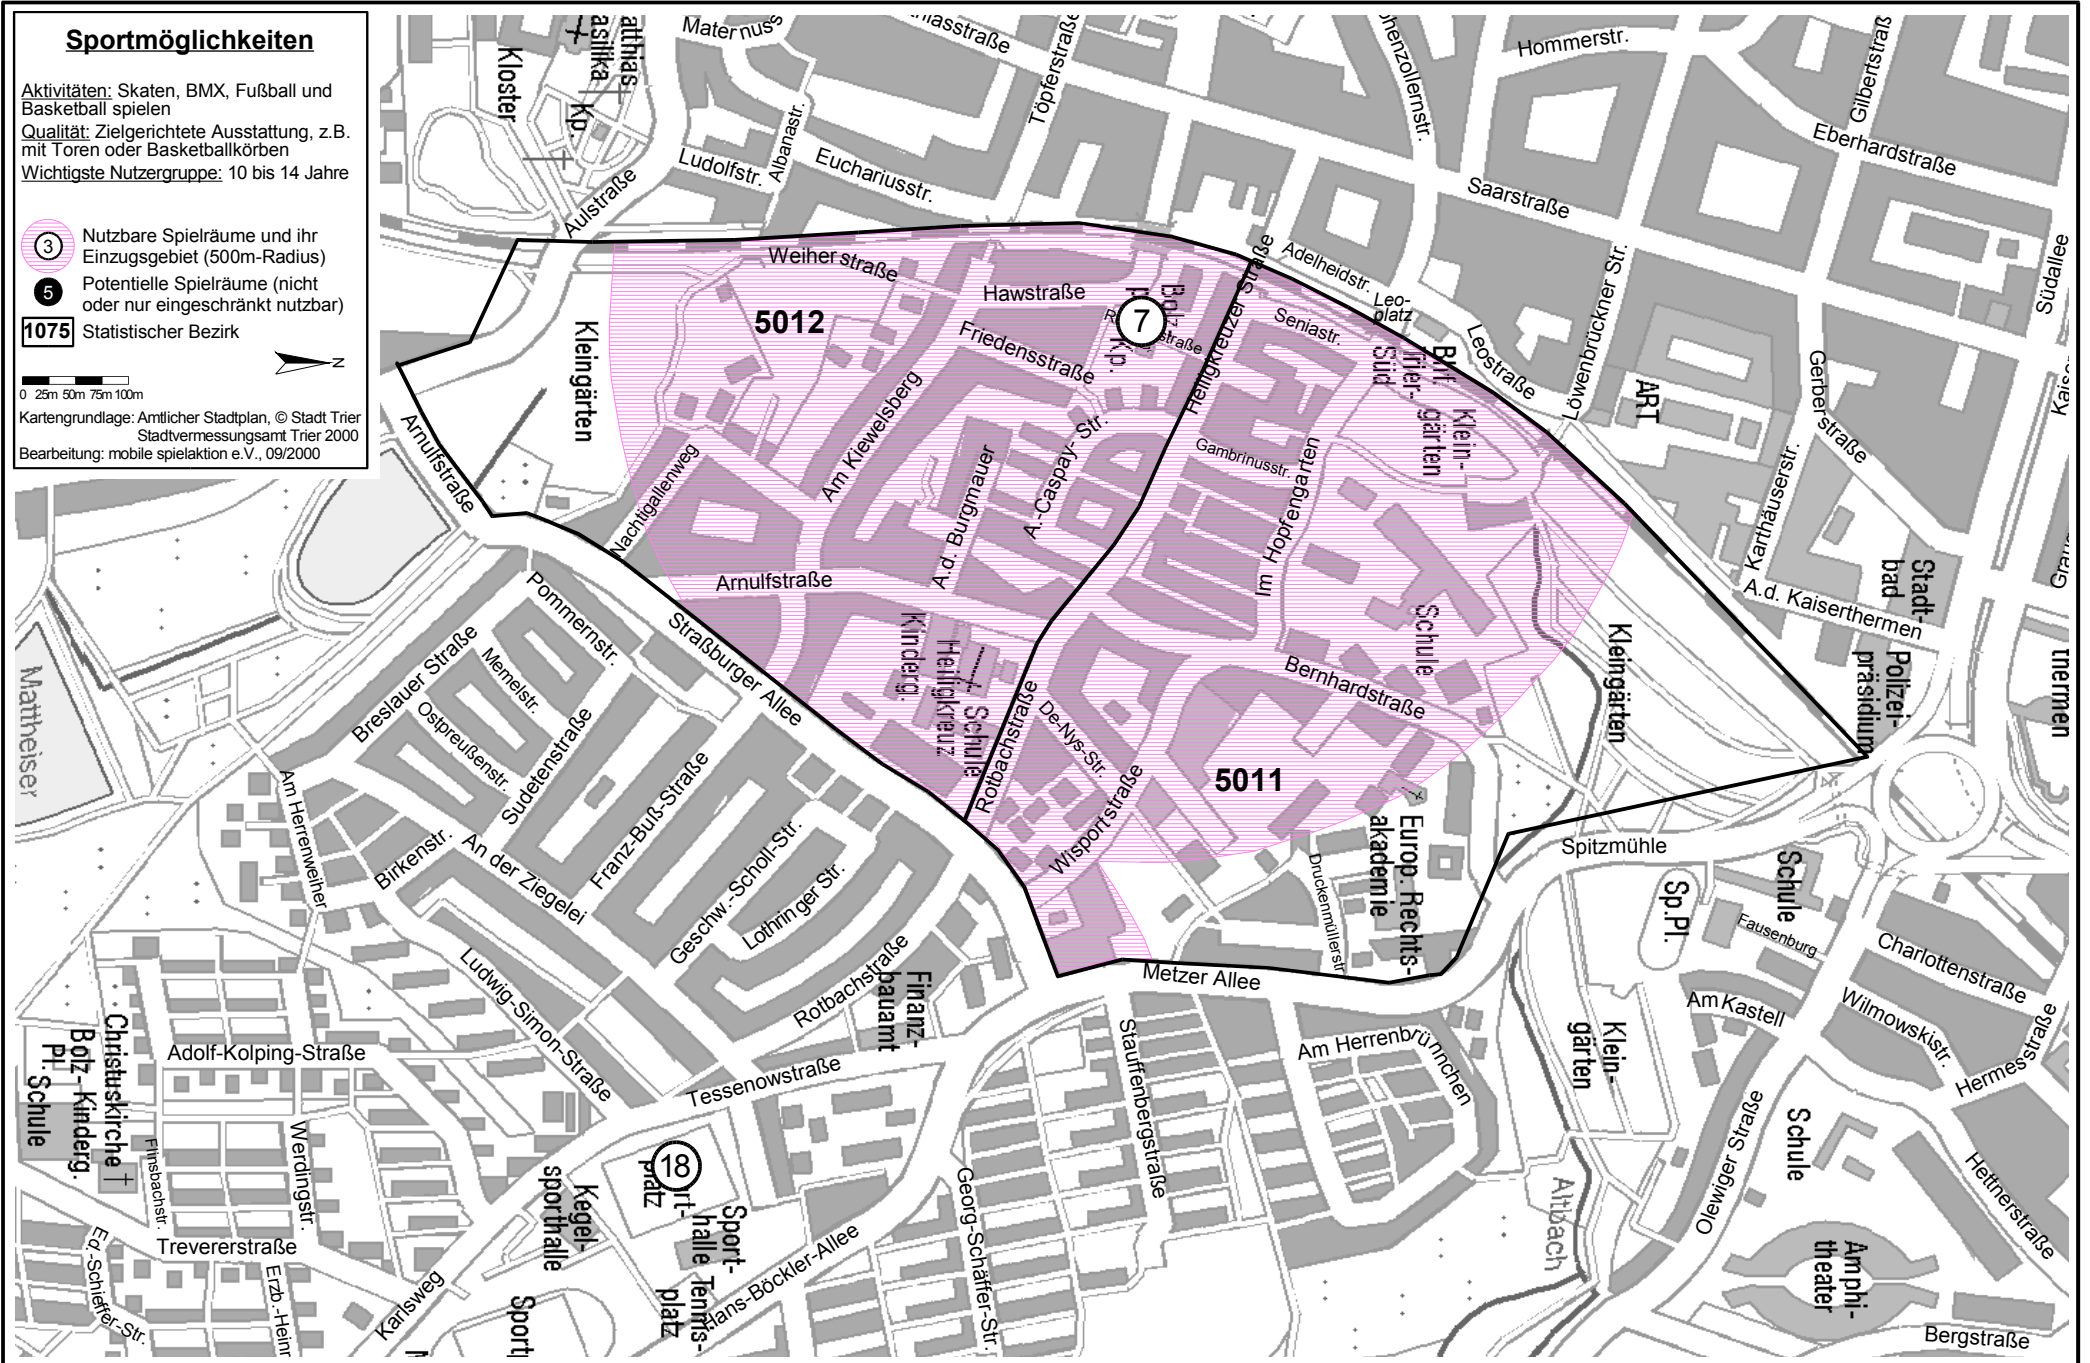 Sportmöglichkeiten
Aktivitäten: Skaten, BMX, Fußball und
Basketball spielen
Qualität: Zielgerichtete Ausstattung, z.B.
mit Toren oder Basketballkörben
Wichtigste Nutzergruppe: 10 bis 14 Jahre
3
Nutzbare Spielräume und ihr
Einzugsgebiet (500m-Radius)
5
Potentielle Spielräume (nicht
oder nur eingeschränkt nutzbar)
1075 Statistischer Bezirk
N
0 25m 50m 75m 100m
Kartengrundlage: Amtlicher Stadtplan, © Stadt Trier
Stadtvermessungsamt Trier 2000
Bearbeitung: mobile spielaktion e.V., 09/2000
Kloster
Kp.
Aulstraße
Ludolfstr.
Albanastr.
Euchariusstr.
Töpferstraße
Hommerstr.
Gilbertstraß
Eberhardstraße
Saarstraße
Südallee
Weiherstraße
Hawstraße
Friedensstraße
5012
7
Kp.
Heiligkreuzer Straße
Adelheidstr.
Leo-
platz
Seniastr.
Leostraße
Löwenbrückner Str.
Bhf.
Trier-
Süd
Klein-
gärten
ART
Gerberstraße
Karthäuserstr.
A.d. Kaiserthermen
Stadt-
bad
Polizei-
präsidium
thermen
Kleingärten
Arnulfstraße
Nachtigallenweg
Am Kiewelsberg
A.d. Burgmauer
A.-Caspay-Str.
Gambrinusstr.
Im Hopfengarten
Arnulfstraße
Kinderg.
Heiligkreuz
Schule
Rotbachstraße
De-Nys-Str.
Wisportstraße
Bernhardstraße
Schule
Kleingärten
5011
Europ. Rechts-
akademie
Druckenmüllerstr.
Metzer Allee
Spitzmühle
Sp.Pl.
Schule
Fausenburg
Charlottenstraße
Am Kastell
Wilmowskistr.
Hermesstraße
Mattheiser
Pommernstr.
Straßburger Allee
Breslauer Straße
Memelstr.
Ostpreußenstr.
Sudetenstraße
Franz-Buß-Straße
Geschw.-Scholl-Str.
Lothringer Str.
Rotbachstraße
Finanz-
bauamt
Am Herrenweiher
Birkenstr.
An der Ziegelei
Ludwig-Simon-Straße
Tessenowstraße
Stauffenbergstraße
Am Herrenbrünnchen
Klein-
gärten
Altbach
Olewiger Straße
Schule
Hettnerstraße
Amphi-
theater
Bergstraße
Christuskirche
Bolz-
Pl.
Kinderg.
Schule
Adolf-Kolping-Straße
Flinsbachstr.
Werdingstr.
Trevererstraße
Ed.-Schieffer-Str.
Karlsweg
Kegel-
sporthalle
18
Sport-
halle
Tennis-
platz
Hans-Böckler-Allee
Georg-Schäffer-Str.